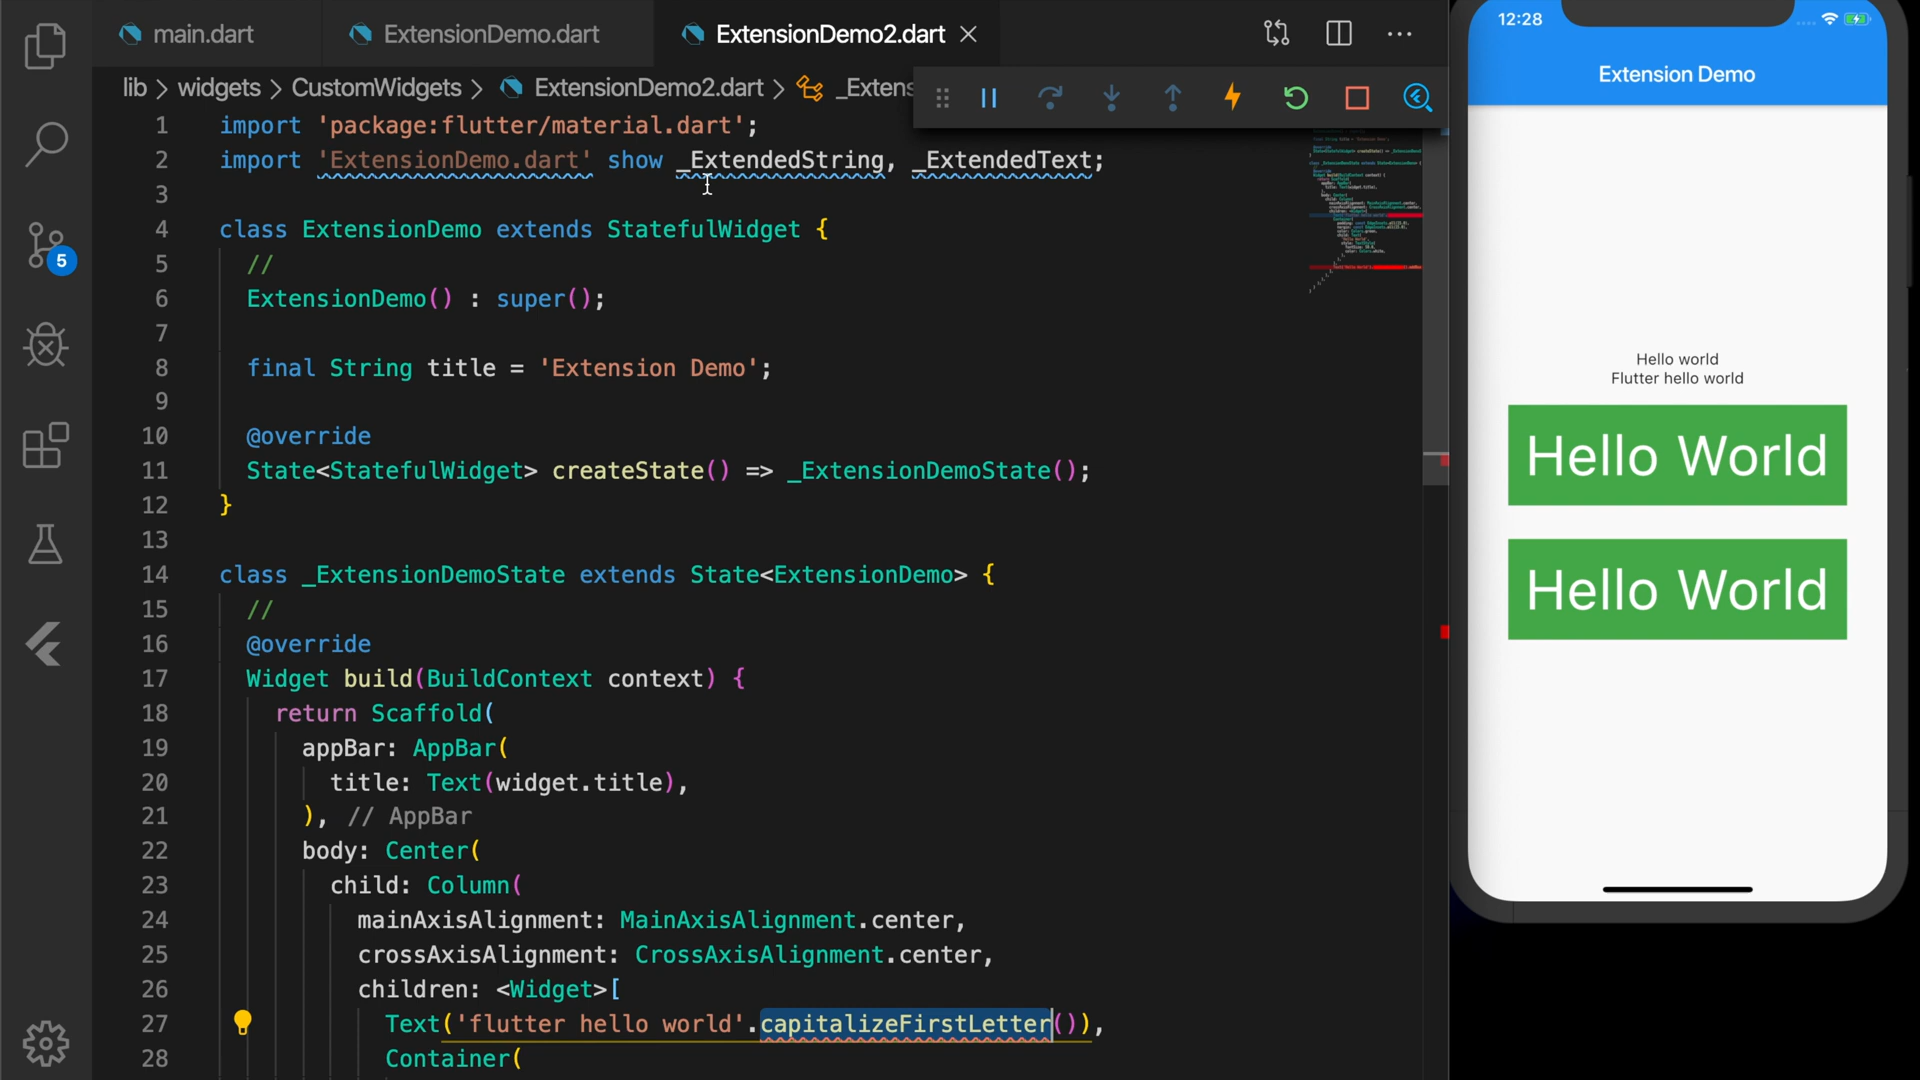 main.dart
ExtensionDemo.dart
ExtensionDemo2.dart
lib > widgets > CustomWidgets > ExtensionDemo2.dart > _Extens
1 import 'package:flutter/material.dart';
2 import 'ExtensionDemo.dart' show _ExtendedString, _ExtendedText;
3
4 class ExtensionDemo extends StatefulWidget {
5 //
6 ExtensionDemo() : super();
7
8 final String title = 'Extension Demo';
9
10 @override
11 State<StatefulWidget> createState() => _ExtensionDemoState();
12 }
13
14 class _ExtensionDemoState extends State<ExtensionDemo> {
15 //
16 @override
17 Widget build(BuildContext context) {
18 return Scaffold(
19 appBar: AppBar(
20 title: Text(widget.title),
21 ), // AppBar
22 body: Center(
23 child: Column(
24 mainAxisAlignment: MainAxisAlignment.center,
25 crossAxisAlignment: CrossAxisAlignment.center,
26 children: <Widget>[
27 Text('flutter hello world'.capitalizeFirstLetter()),
28 Container(
5
12:28
Extension Demo
Hello world
Flutter hello world
Hello World
Hello World